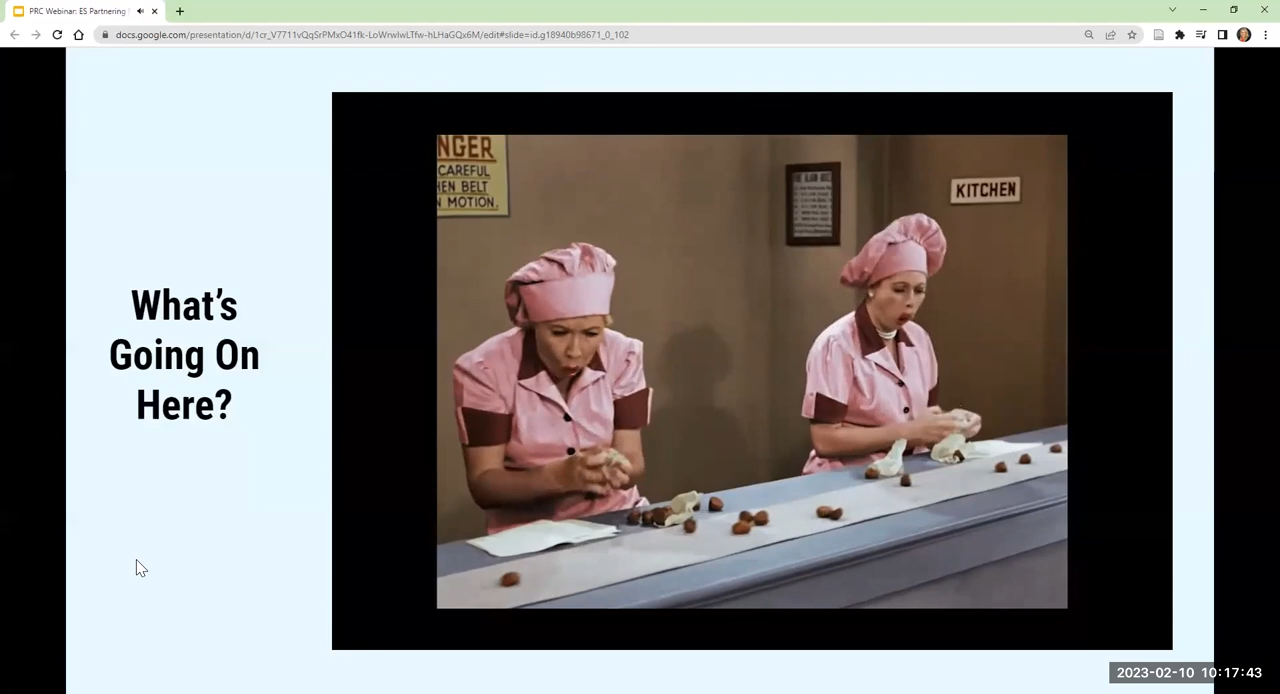 PRC Webinar: ES Partnering
docs.google.com/presentation/d/1cr_V7711vQqSrPMxO41fk-LoWrwlwLTfw-hLHaGQx6M/edit#slide=id.g18940b98671_0_102
NGER
CAREFUL
HEN BELT
N MOTION.
KITCHEN
What's
Going On
Here?
2023-02-10 10:17:43